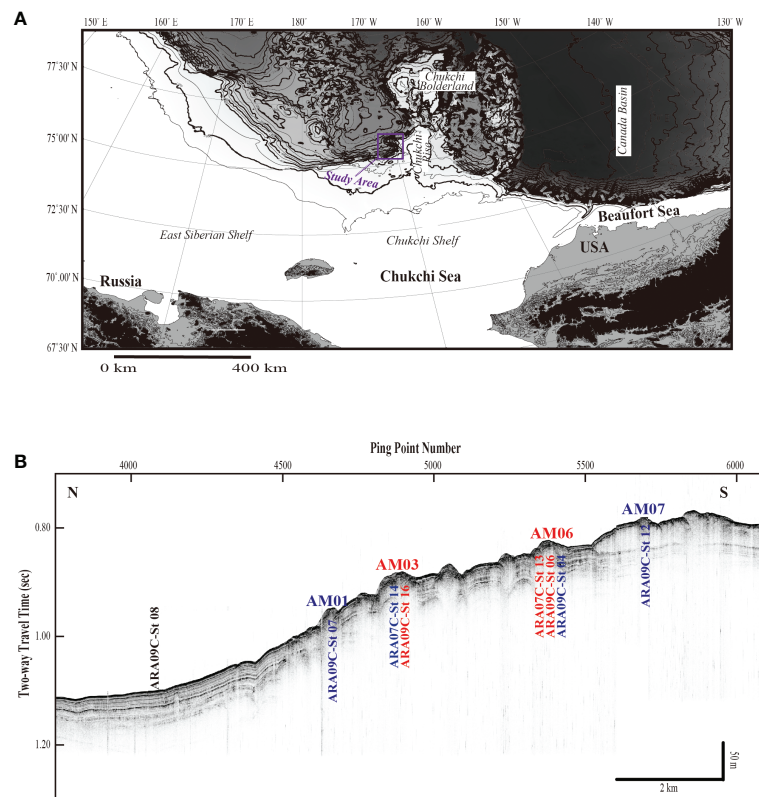 A
150˚ E 160˚ E 170˚ E 180˚ 170˚ W 160˚ W 150˚ W 140˚ W 130˚ W
77˚30' N
75˚00' N
72˚30' N
70˚00' N
67˚30' N
Chukchi
Bolderland
Canada Basin
Chukchi Rise
Study Area
Beaufort Sea
East Siberian Shelf
Chukchi Shelf
USA
Russia
Chukchi Sea
0 km 400 km
B
Ping Point Number
4000 4500 5000 5500 6000
N S
Two-way Travel Time (sec)
0.80
1.00
1.20
AM07
AM06
AM03
AM01
ARA09C-St 08
ARA09C-St 07
ARA07C-St 14
ARA09C-St 16
ARA07C-St 13
ARA09C-St 06
ARA09C-St 04
ARA09C-St 12
50 m
2 km